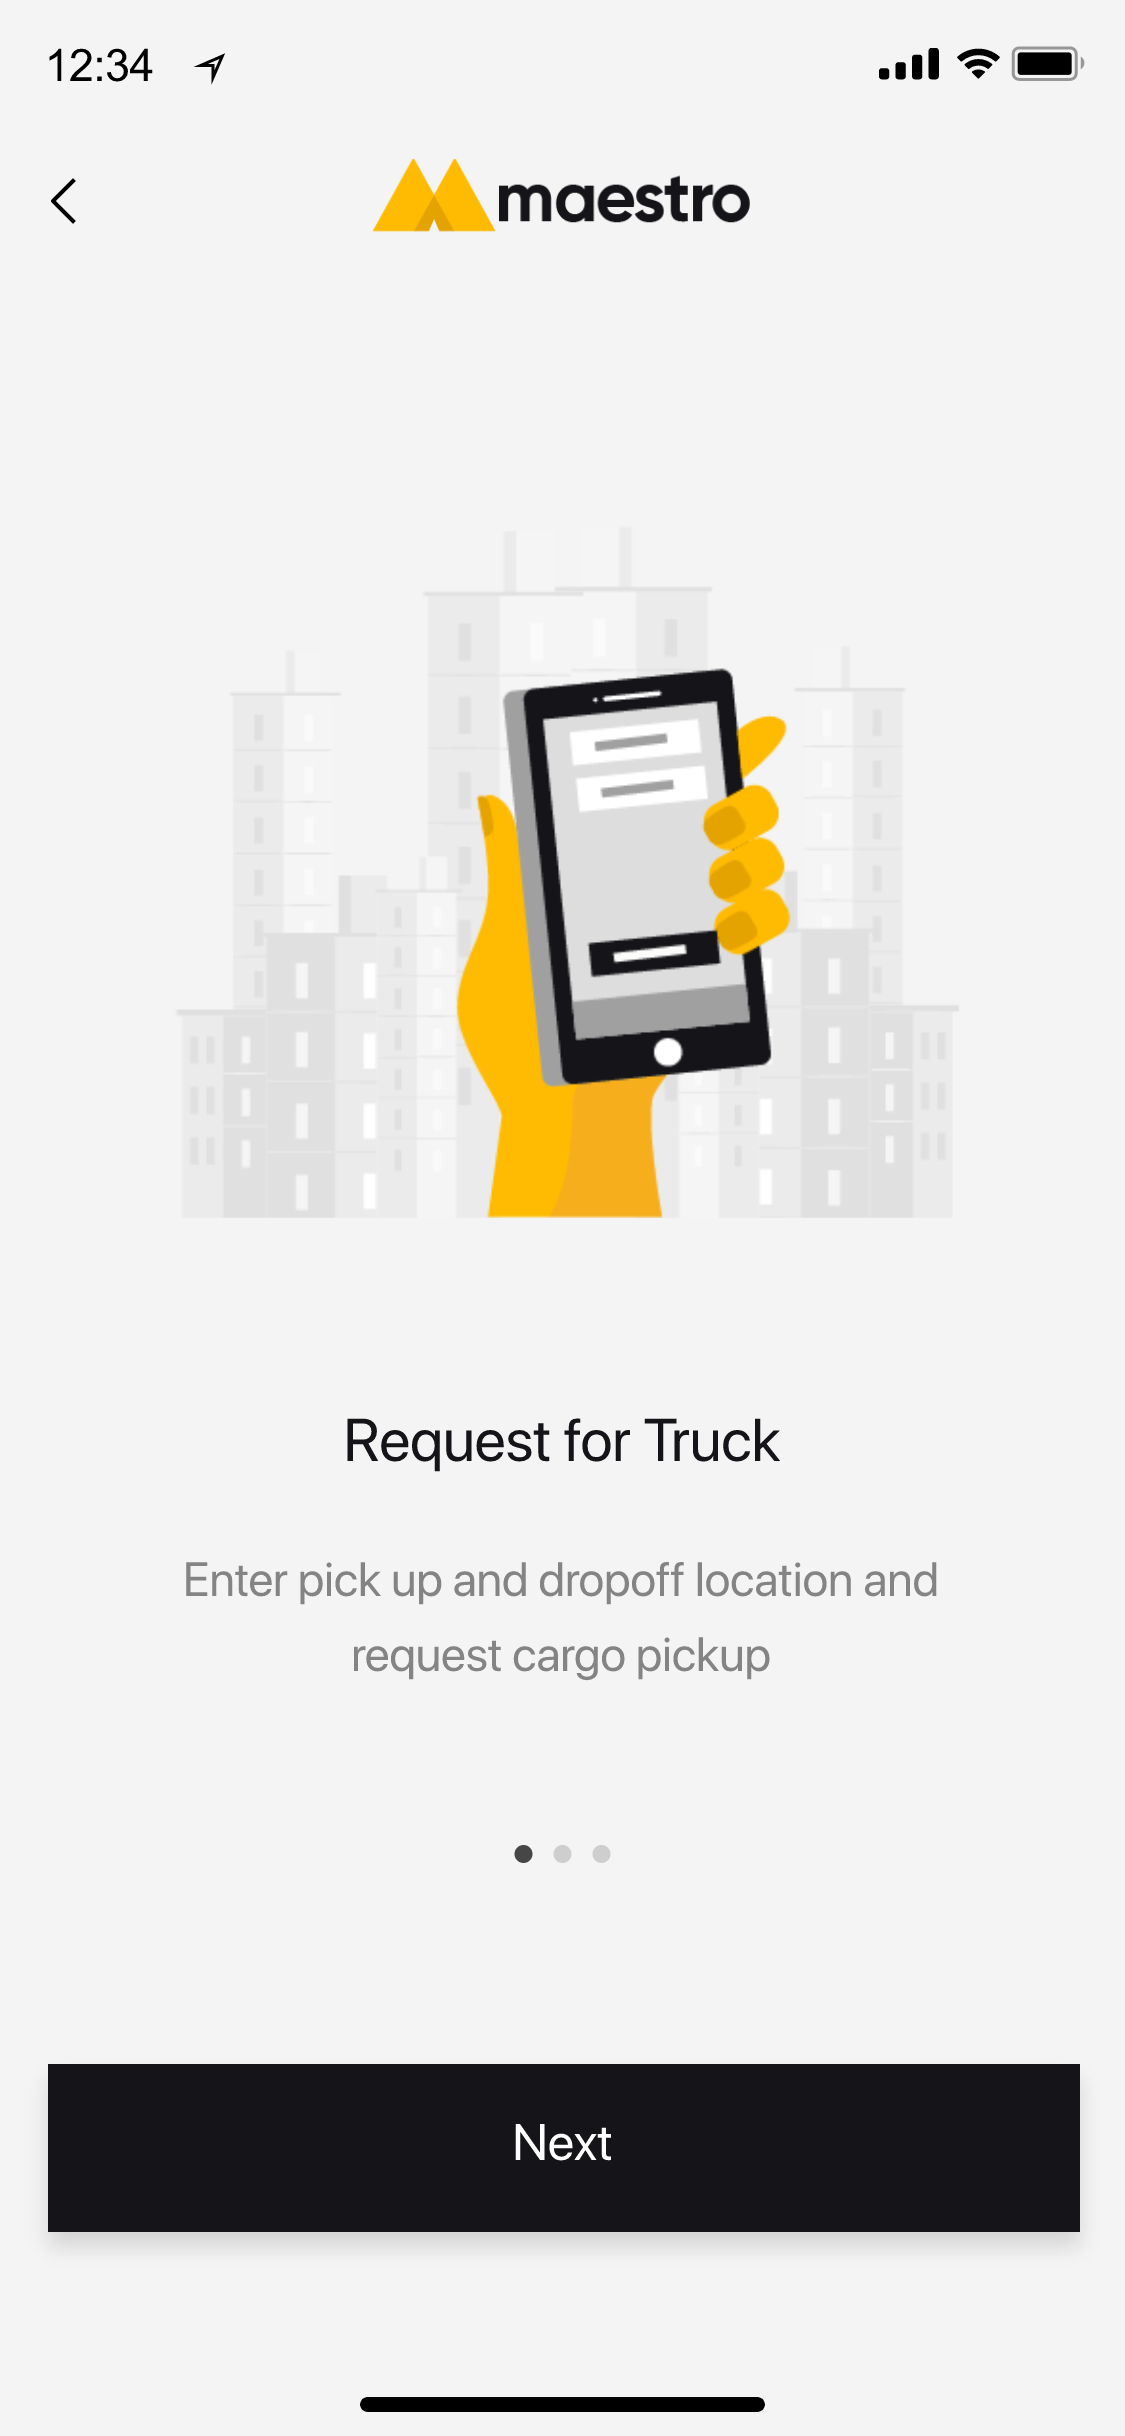 12:34
maestro
Request for Truck
Enter pick up and dropoff location and
request cargo pickup
Next